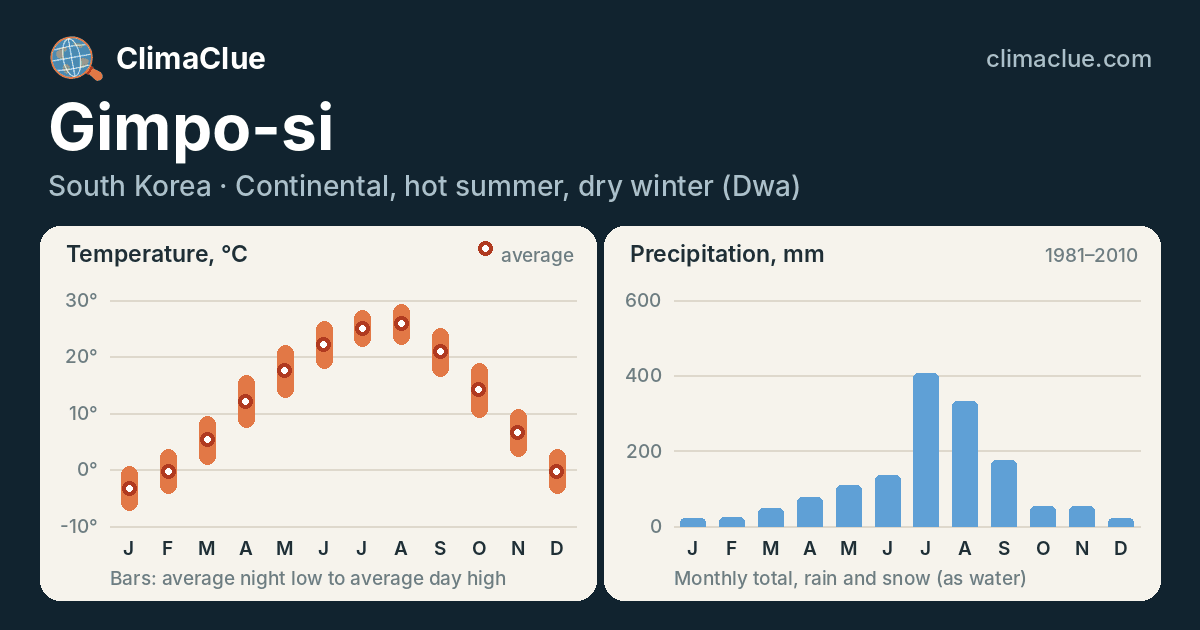 ClimaClue
climaclue.com
Gimpo-si
South Korea · Continental, hot summer, dry winter (Dwa)
Temperature, °C
average
30°
20°
10°
0°
-10°
J F M A M J J A S O N D
Bars: average night low to average day high
Precipitation, mm
1981–2010
600
400
200
0
J F M A M J J A S O N D
Monthly total, rain and snow (as water)